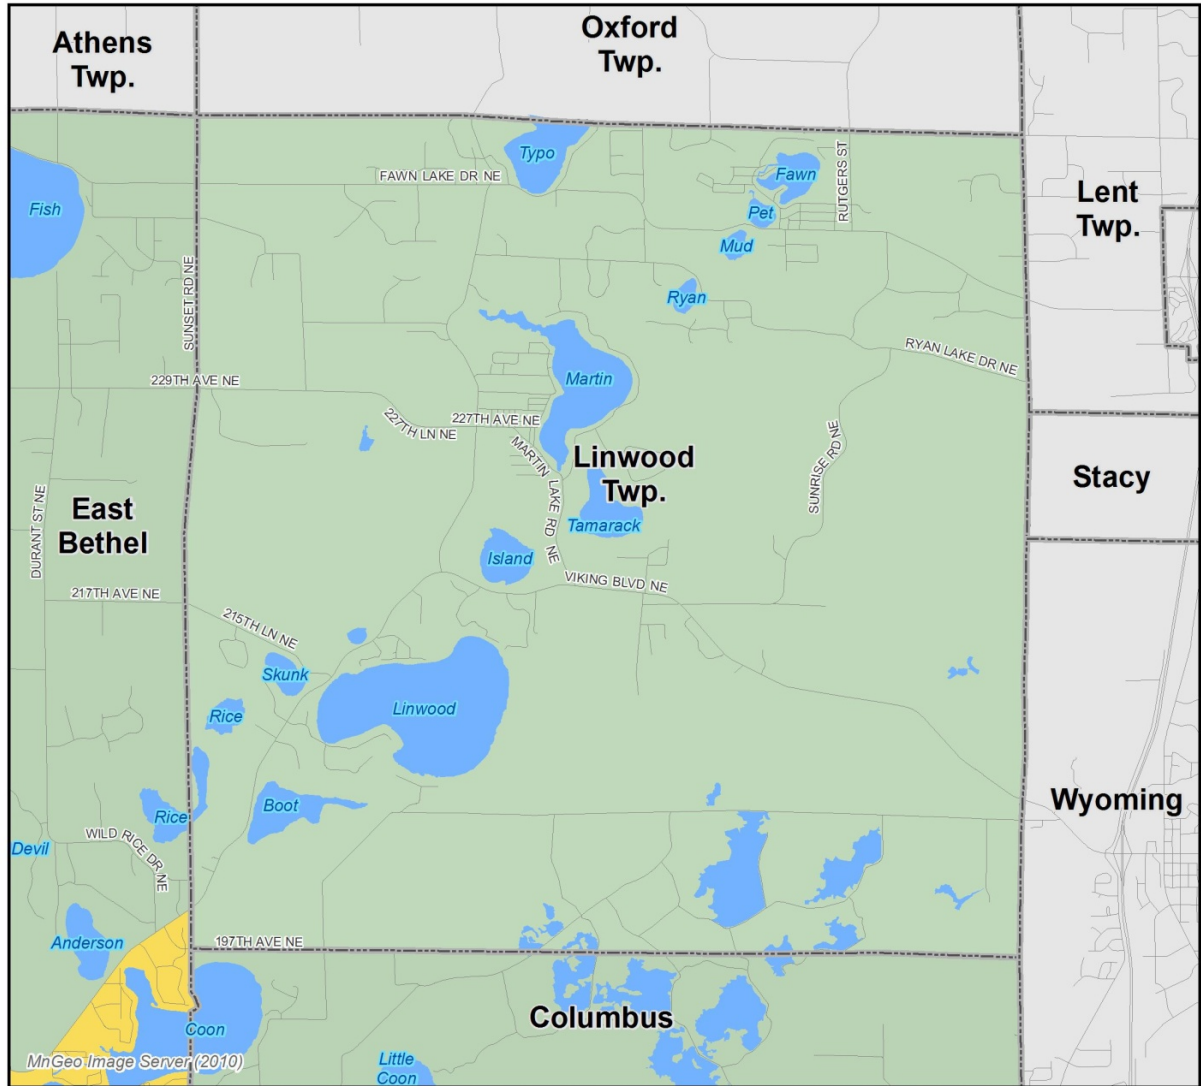 Athens
Twp.
Oxford
Twp.
Typo
FAWN LAKE DR NE
Fawn
RUTGERS ST
Fish
Pet
Lent
Twp.
Mud
SUNSET RD NE
Ryan
RYAN LAKE DR NE
229TH AVE NE
Martin
227TH LN NE
227TH AVE NE
MARTIN LAKE RD NE
Linwood
Twp.
SUNRISE RD NE
Stacy
East
Bethel
DURANT ST NE
Tamarack
Island
VIKING BLVD NE
217TH AVE NE
215TH LN NE
Skunk
Rice
Linwood
Wyoming
Boot
Rice
WILD RICE DR NE
Devil
Anderson
197TH AVE NE
Columbus
Coon
MnGeo Image Server (2010)
Little
Coon